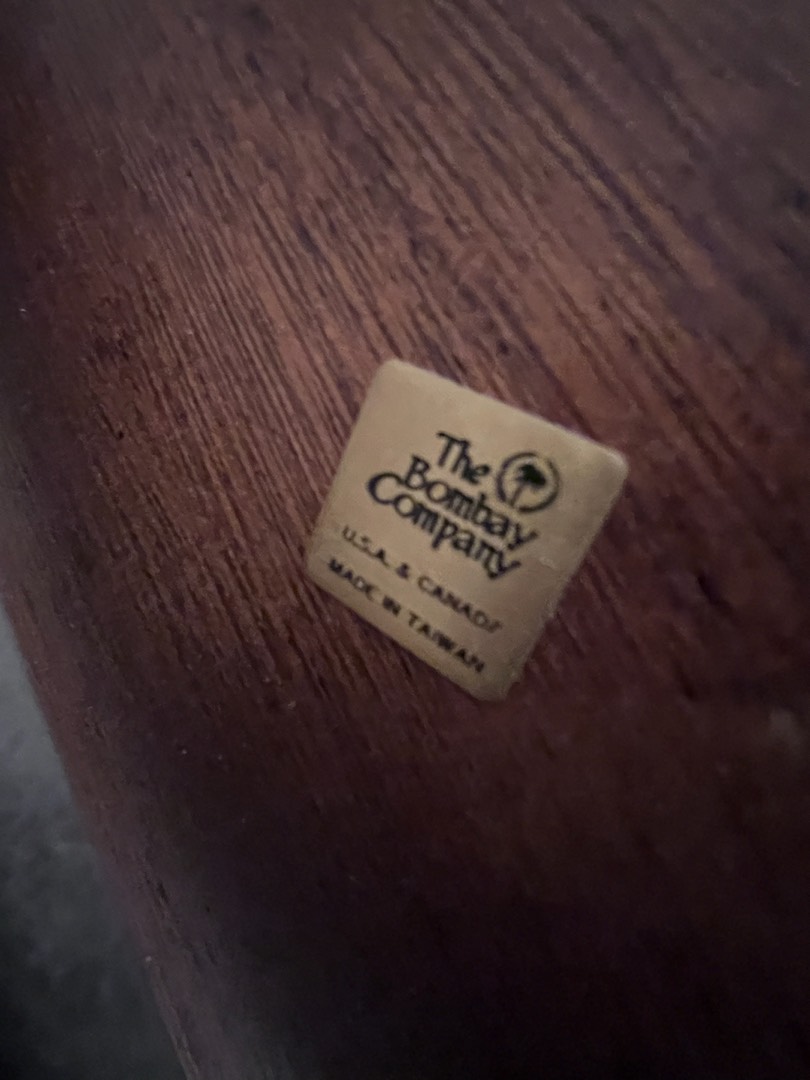 The
Bombay
Company
U.S.A. & CANADA
MADE IN TAIWAN